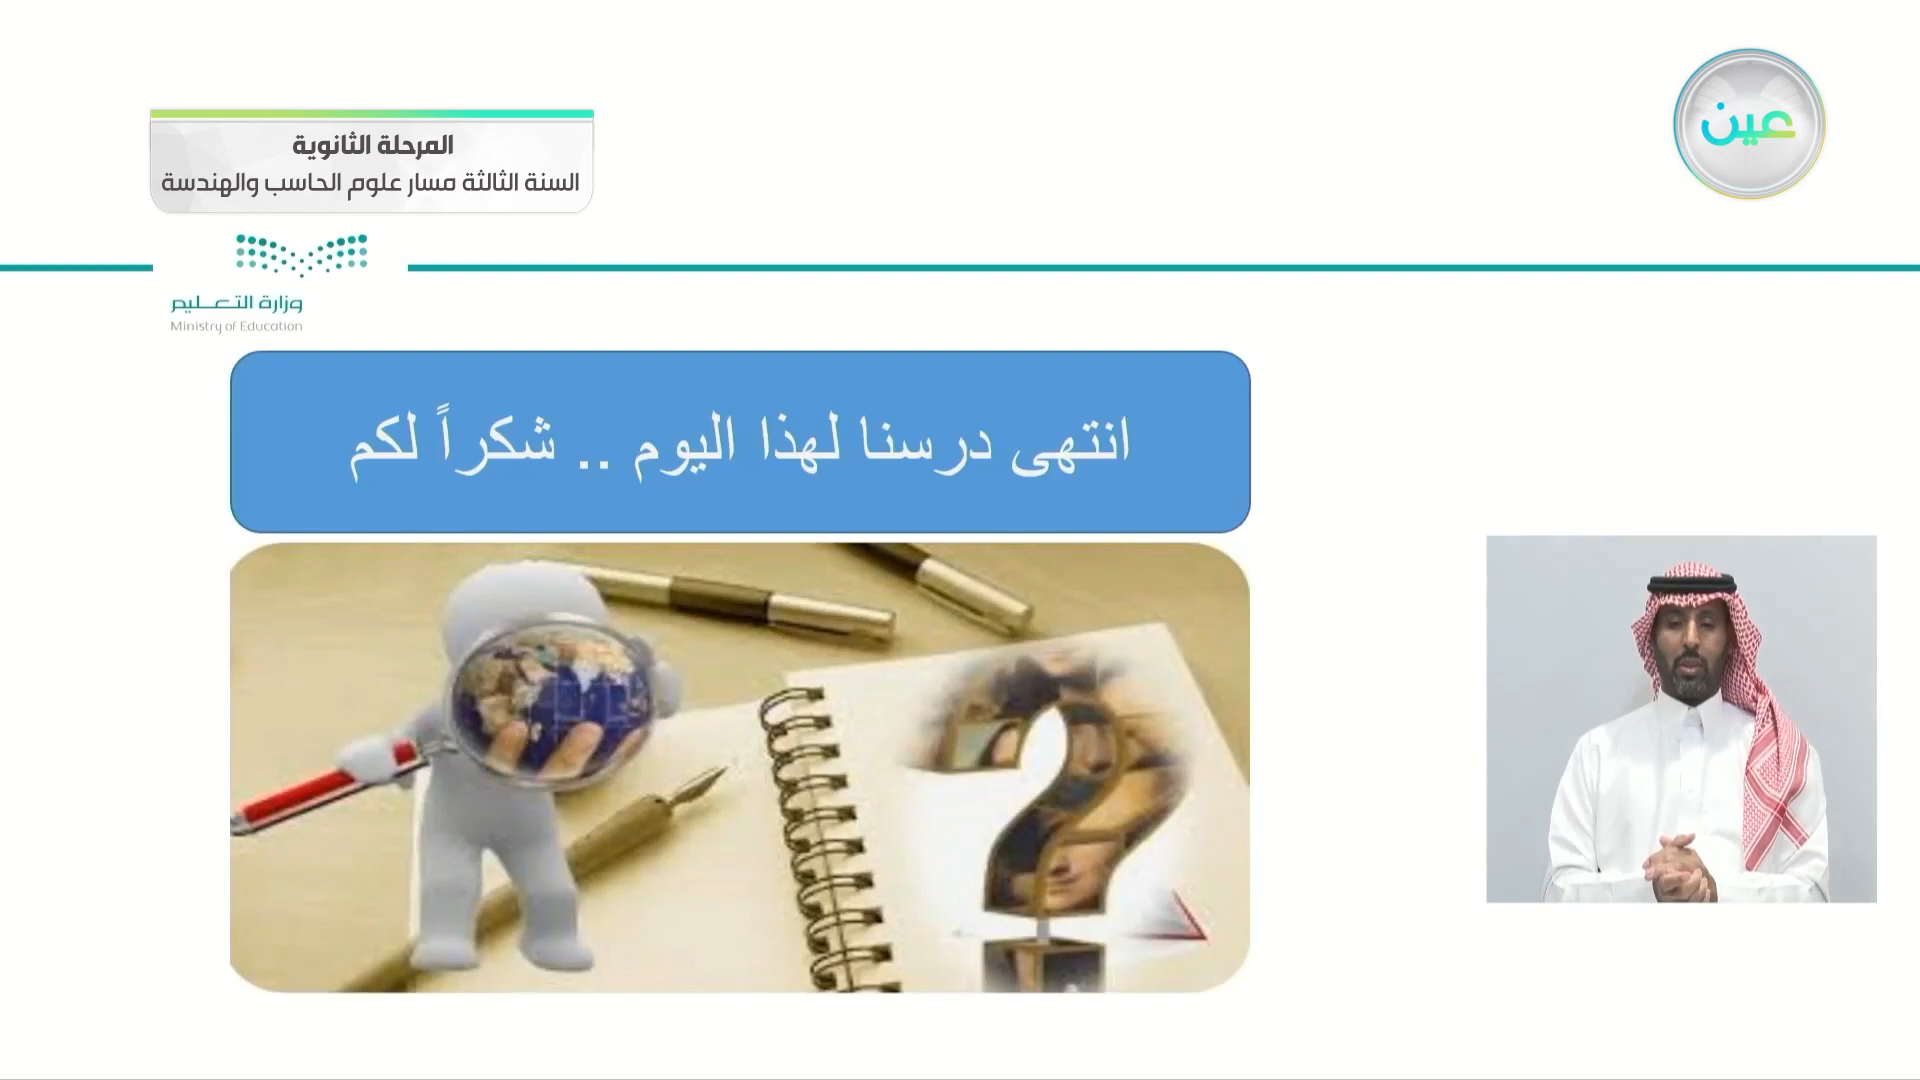 عين
المرحلة الثانوية
السنة الثالثة مسار علوم الحاسب والهندسة
وزارة التعـــليم
Ministry of Education
انتهى درسنا لهذا اليوم .. شكراً لكم